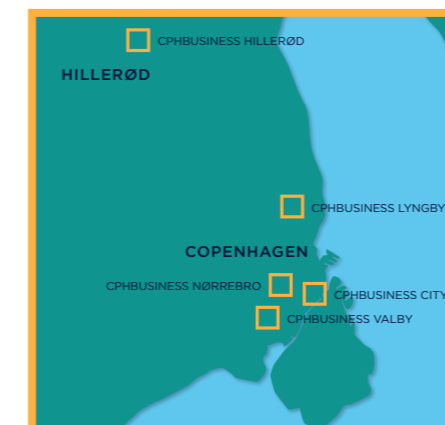 CPHBUSINESS HILLERØD
HILLERØD
CPHBUSINESS LYNGBY
COPENHAGEN
CPHBUSINESS NØRREBRO
CPHBUSINESS CITY
CPHBUSINESS VALBY